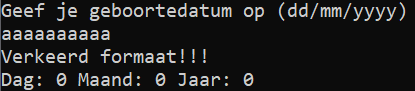 Geef je geboortedatum op (dd/mm/yyyy)
aaaaaaaaaa
Verkeerd formaat!!!
Dag: 0 Maand: 0 Jaar: 0